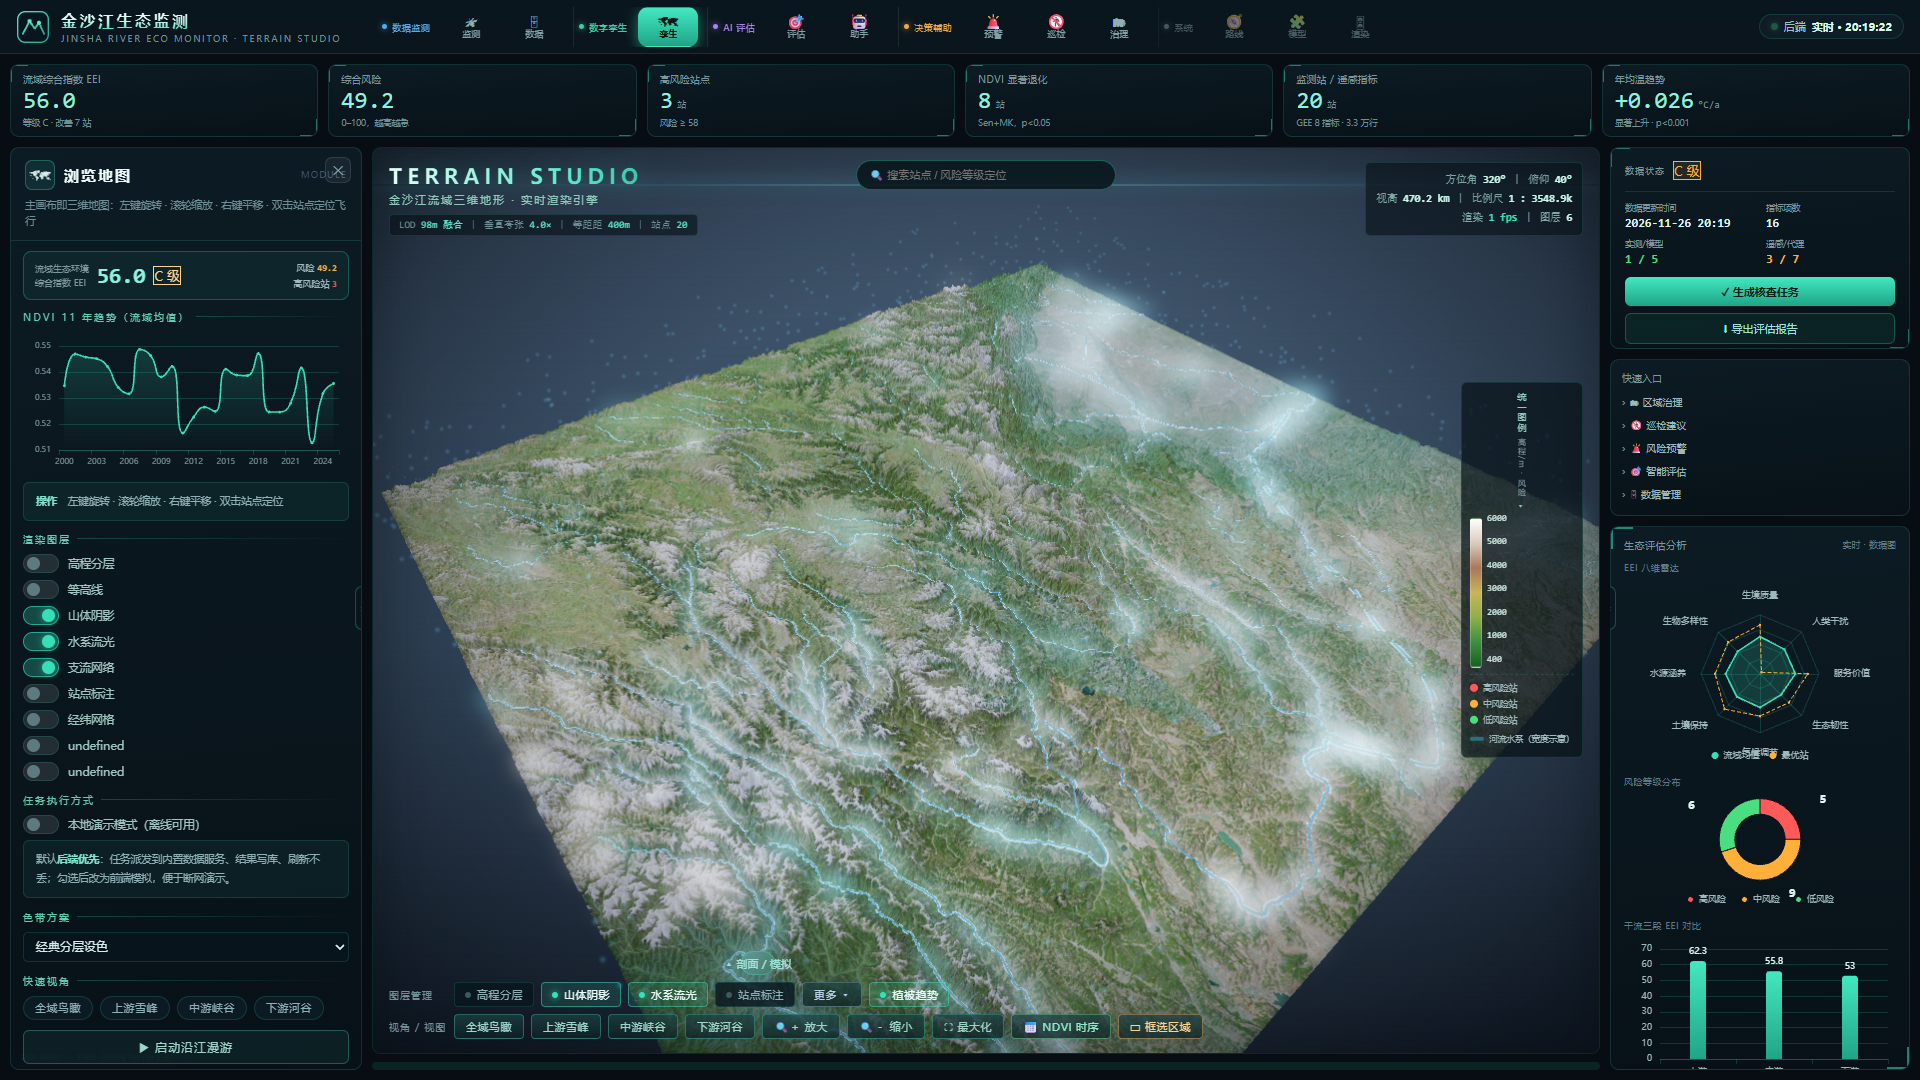 金沙江生态监测
JINSHA RIVER ECO MONITOR · TERRAIN STUDIO
数据监测
监测
数据
数字孪生
孪生
AI 评估
评估
助手
决策辅助
预警
巡检
治理
系统
路线
模型
渲染
后端 实时 · 20:19:22
流域综合指数 EEI
56.0
等级 C · 改善 7 站
综合风险
49.2
0–100，越高越急
高风险站点
3 站
风险 ≥ 58
NDVI 显著退化
8 站
Sen+MK，p<0.05
监测站 / 遥感指标
20 站
GEE 8 指标 · 3.3 万行
年均温趋势
+0.026 °C/a
显著上升 · p<0.001
浏览地图
MODULE
主画布即三维地图：左键旋转 · 滚轮缩放 · 右键平移 · 双击站点定位飞
行
流域生态环境
综合指数 EEI
56.0
C 级
风险 49.2
高风险站 3
NDVI 11 年趋势（流域均值）
0.55
0.54
0.53
0.52
0.51
2000
2003
2006
2009
2012
2015
2018
2021
2024
操作 左键旋转 · 滚轮缩放 · 右键平移 · 双击站点定位
渲染图层
高程分层
等高线
山体阴影
水系流光
支流网络
站点标注
经纬网格
undefined
undefined
任务执行方式
本地演示模式（离线可用）
默认后端优先：任务派发到内置数据服务、结果写库、刷新不
丢；勾选后改为前端模拟，便于断网演示。
色带方案
经典分层设色
快速视角
全域鸟瞰
上游雪峰
中游峡谷
下游河谷
▶ 启动沿江漫游
TERRAIN STUDIO
金沙江流域三维地形 · 实时渲染引擎
LOD 98m 融合 | 垂直夸张 4.0× | 等距距 400m | 站点 20
搜索站点 / 风险等级定位
方位角 320° | 俯仰 40°
视高 470.2 km | 比例尺 1 : 3548.9k
渲染 1 fps | 图层 6
统一图例
高程/m · 风险
6000
5000
4000
3000
2000
1000
400
高风险站
中风险站
低风险站
河流水系（宽度示意）
剖面 / 模拟
图层管理
高程分层
山体阴影
水系流光
站点标注
更多
植被趋势
视角 / 视图
全域鸟瞰
上游雪峰
中游峡谷
下游河谷
+ 放大
- 缩小
最大化
NDVI 时序
框选区域
数据状态 C 级
数据更新时间
2026-11-26 20:19
指标项数
16
实测/模型
1 / 5
遥感/代理
3 / 7
✓ 生成核查任务
⬇ 导出评估报告
快速入口
› 区域治理
› 巡检建议
› 风险预警
› 智能评估
› 数据管理
生态评估分析
实时 · 数据图
EEI 八维雷达
生境质量
人类干扰
服务价值
生态韧性
气候调节
土壤保持
水源涵养
生物多样性
流域均值
最优站
风险等级分布
6
5
9
高风险
中风险
低风险
干流三段 EEI 对比
70
60
50
40
30
20
10
0
62.3
55.8
53